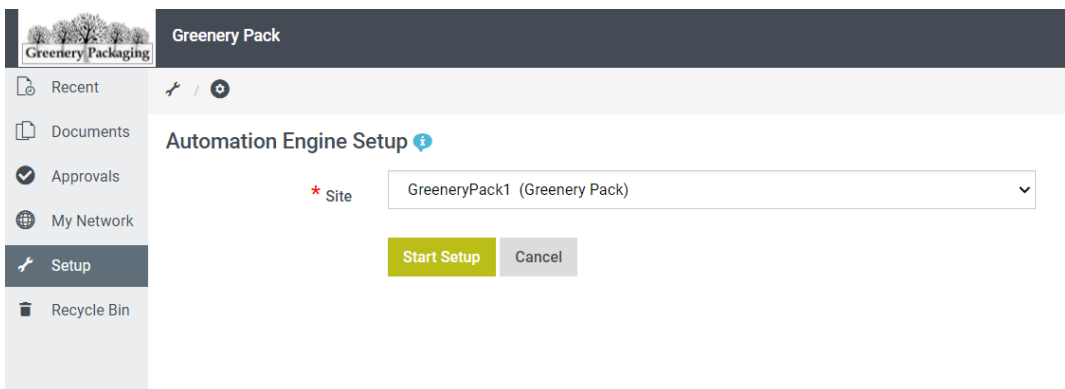 Greenery Packaging
Greenery Pack
Recent
Documents
Approvals
My Network
Setup
Recycle Bin
/
Automation Engine Setup
* Site
GreeneryPack1 (Greenery Pack)
Start Setup
Cancel